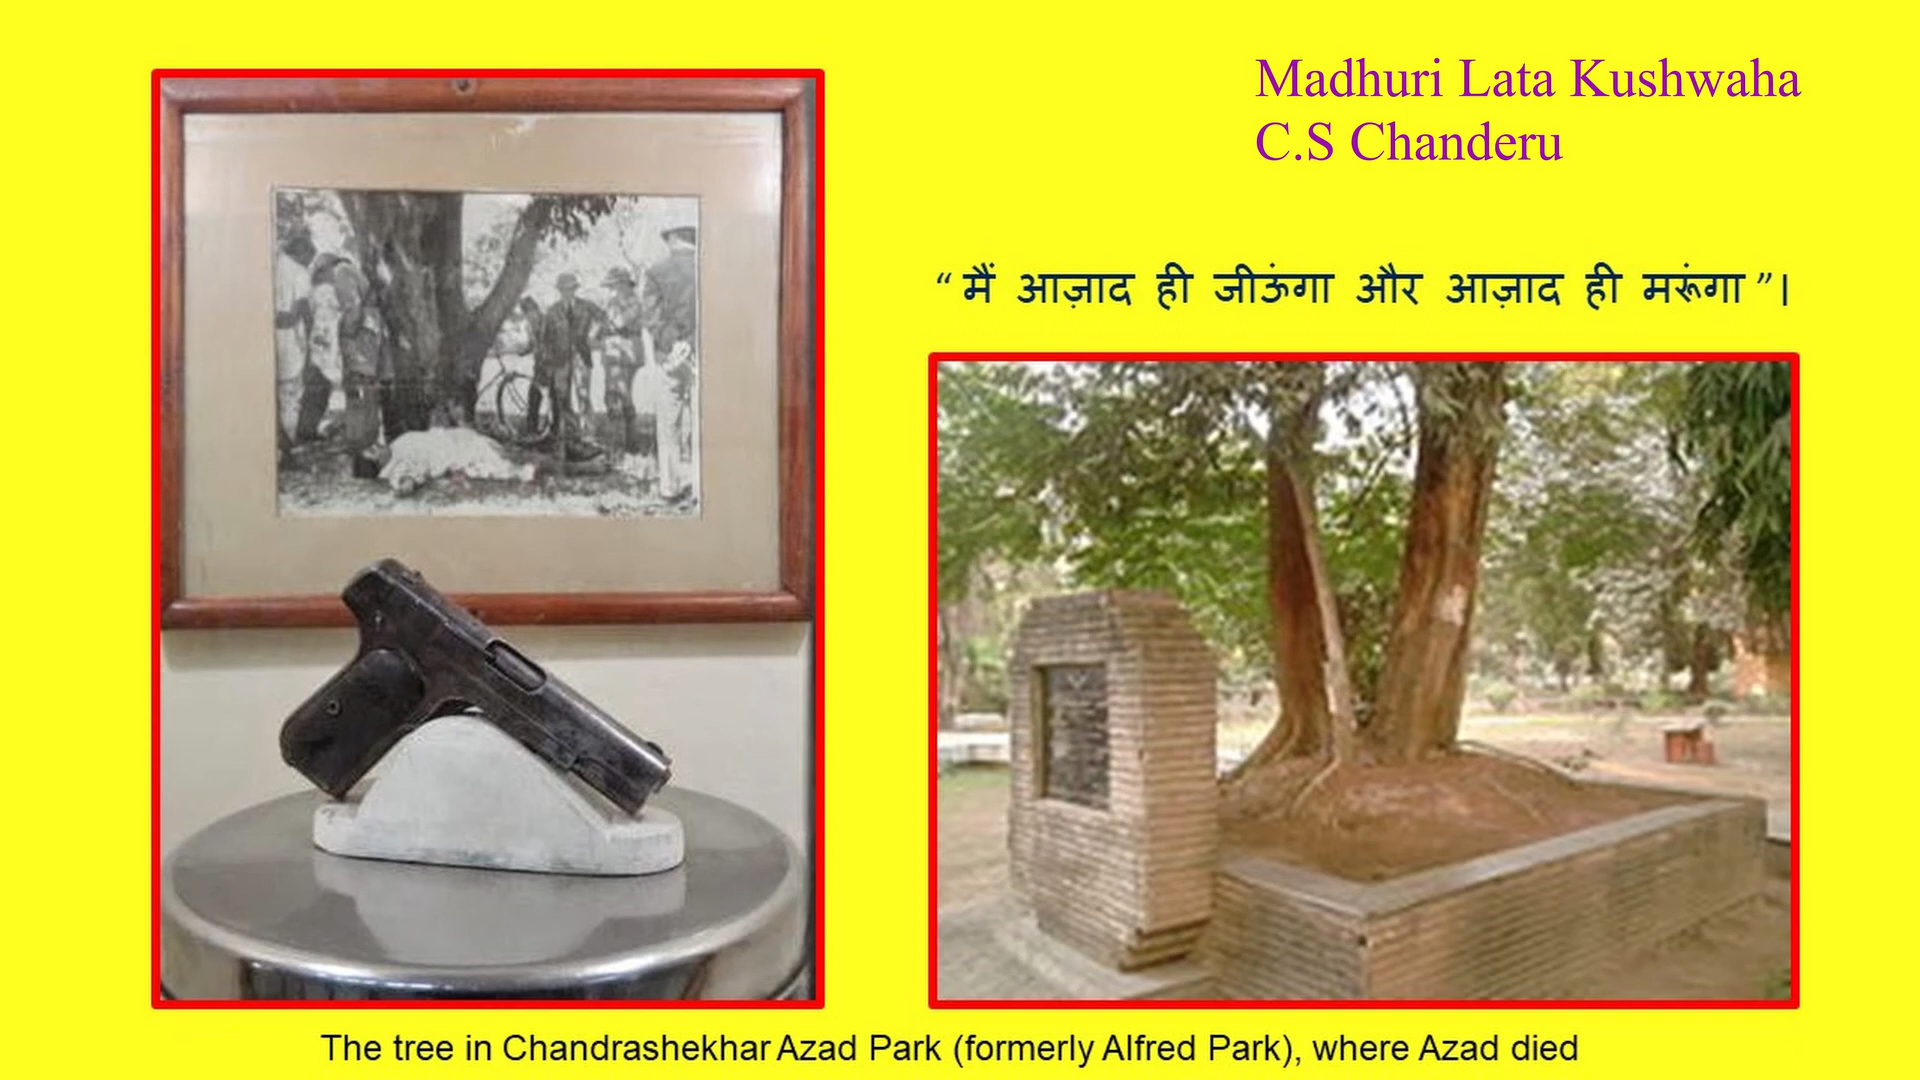 Madhuri Lata Kushwaha
C.S Chanderu
“ मैं आज़ाद ही जीऊंगा और आज़ाद ही मरूंगा ”।
The tree in Chandrashekhar Azad Park (formerly Alfred Park), where Azad died